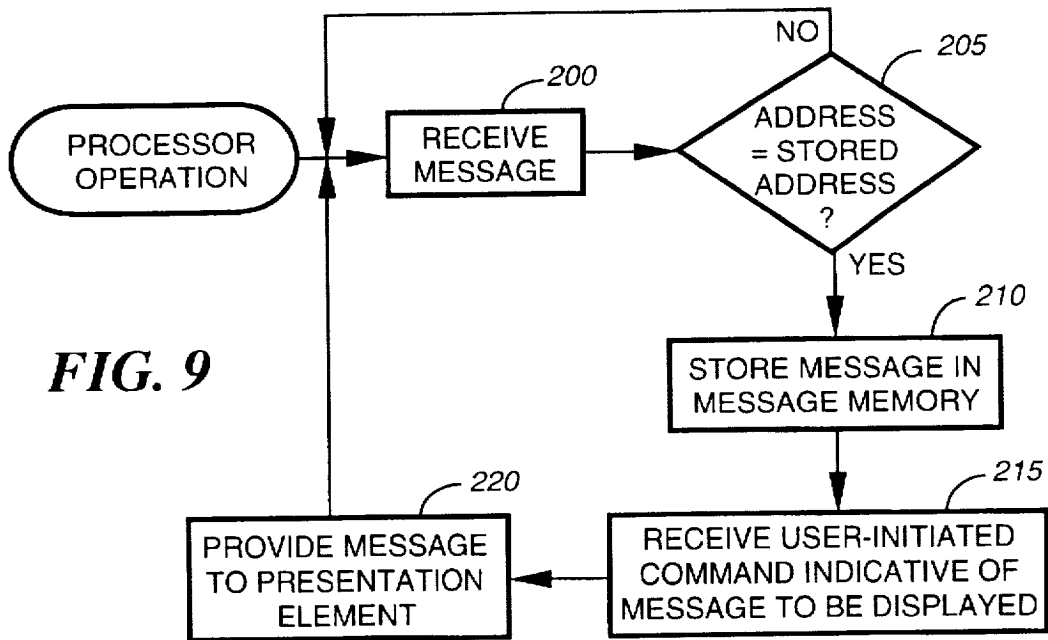 NO
205
200
PROCESSOR
OPERATION
RECEIVE
MESSAGE
ADDRESS
= STORED
ADDRESS
?
YES
210
FIG. 9
STORE MESSAGE IN
MESSAGE MEMORY
220
215
PROVIDE MESSAGE
TO PRESENTATION
ELEMENT
RECEIVE USER-INITIATED
COMMAND INDICATIVE OF
MESSAGE TO BE DISPLAYED